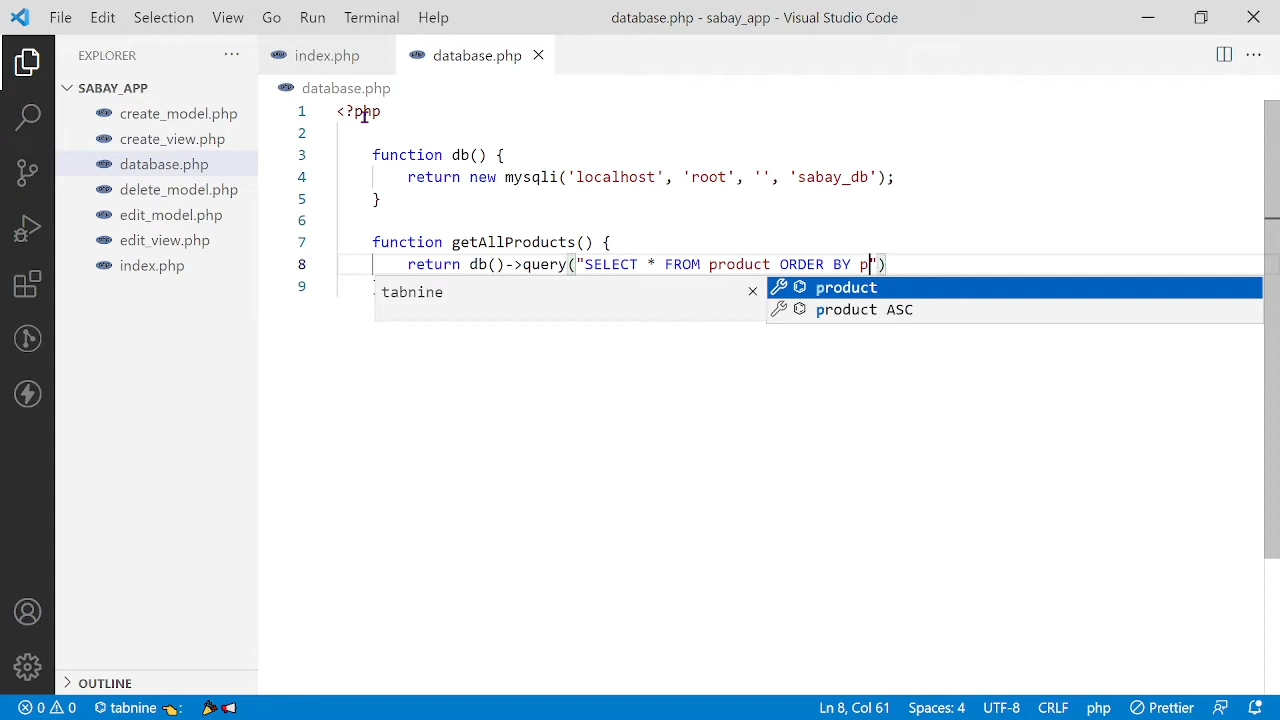 File Edit Selection View Go Run Terminal Help
database.php - sabay_app - Visual Studio Code
EXPLORER
SABAY_APP
create_model.php
create_view.php
database.php
delete_model.php
edit_model.php
edit_view.php
index.php
OUTLINE
index.php
database.php
database.php
1 <?php
2
3 function db() {
4 return new mysqli('localhost', 'root', '', 'sabay_db');
5 }
6
7 function getAllProducts() {
8 return db()->query("SELECT * FROM product ORDER BY p")
9
tabnine
product
product ASC
0 0 tabnine
Ln 8, Col 61 Spaces: 4 UTF-8 CRLF php Prettier